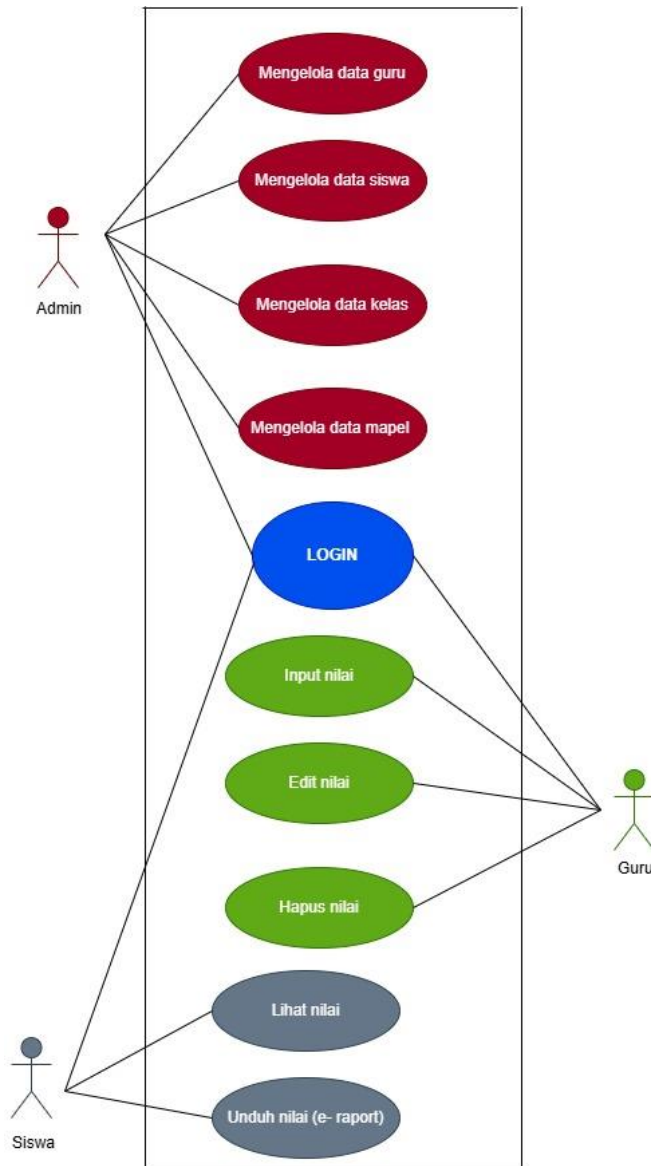 Mengelola data guru
Mengelola data siswa
Admin
Mengelola data kelas
Mengelola data mapel
LOGIN
Input nilai
Edit nilai
Guru
Hapus nilai
Lihat nilai
Siswa
Unduh nilai (e- raport)